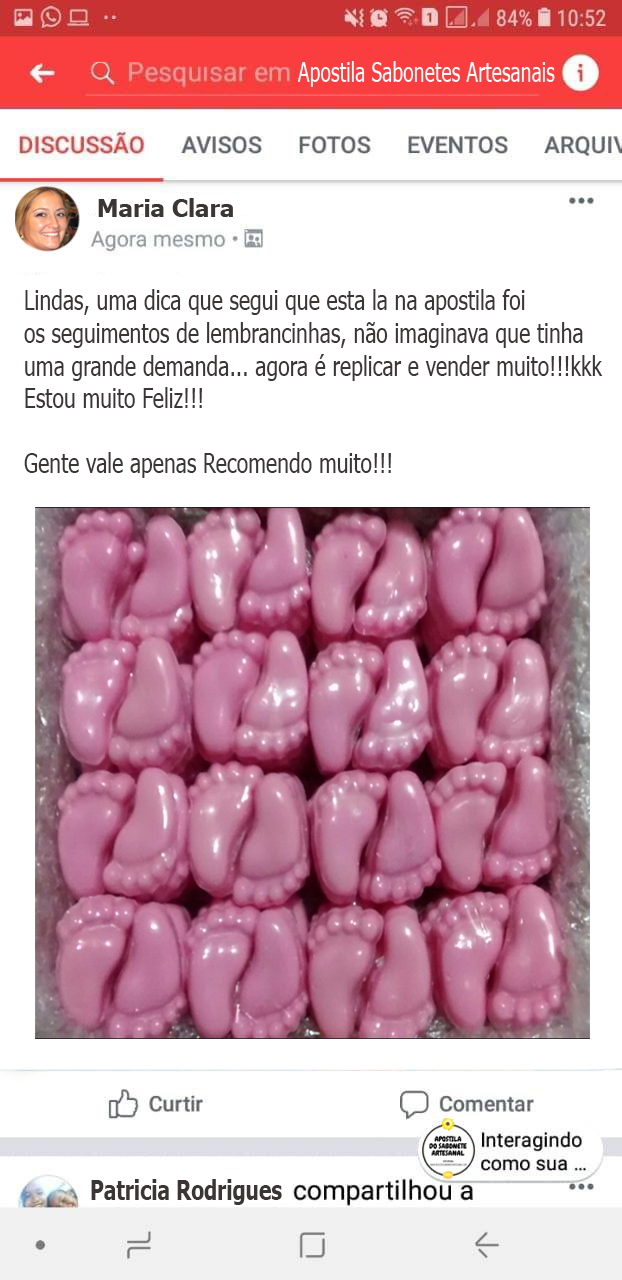 84% 10:52
Pesquisar em Apostila Sabonetes Artesanais
DISCUSSÃO AVISOS FOTOS EVENTOS ARQUIV
Maria Clara
Agora mesmo
Lindas, uma dica que segui que esta la na apostila foi
os seguimentos de lembrancinhas, não imaginava que tinha
uma grande demanda... agora é replicar e vender muito!!!kkk
Estou muito Feliz!!!
Gente vale apenas Recomendo muito!!!
Curtir Comentar
APOSTILA
DO SABONETE
ARTESANAL
Interagindo
como sua ...
Patricia Rodrigues compartilhou a